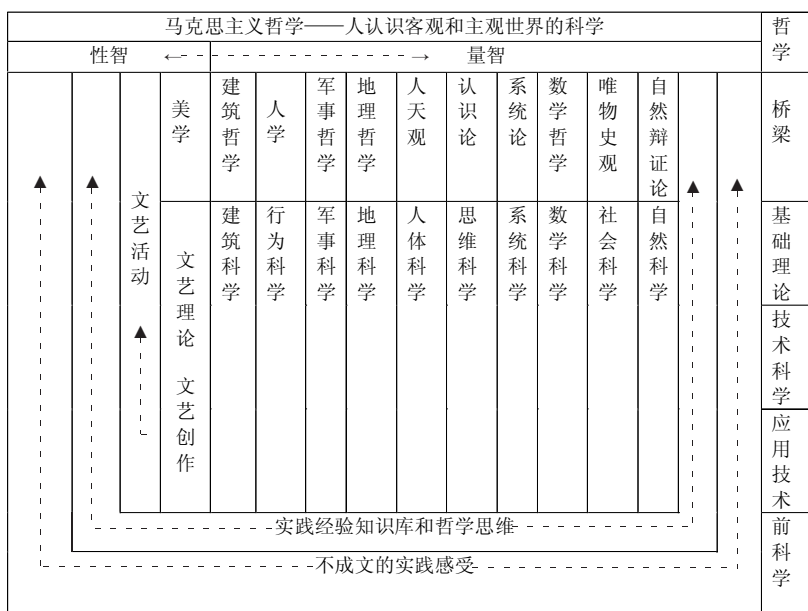 马克思主义哲学——人认识客观和主观世界的科学
哲学
性智 ←- - - - - - - - - - - - - - - → 量智
美学
建筑哲学
人学
军事哲学
地理哲学
人天观
认识论
系统论
数学哲学
唯物史观
自然辩证论
桥梁
文艺活动
文艺理论 文艺创作
建筑科学
行为科学
军事科学
地理科学
人体科学
思维科学
系统科学
数学科学
社会科学
自然科学
基础理论
技术科学
应用技术
实践经验知识库和哲学思维
不成文的实践感受
前科学